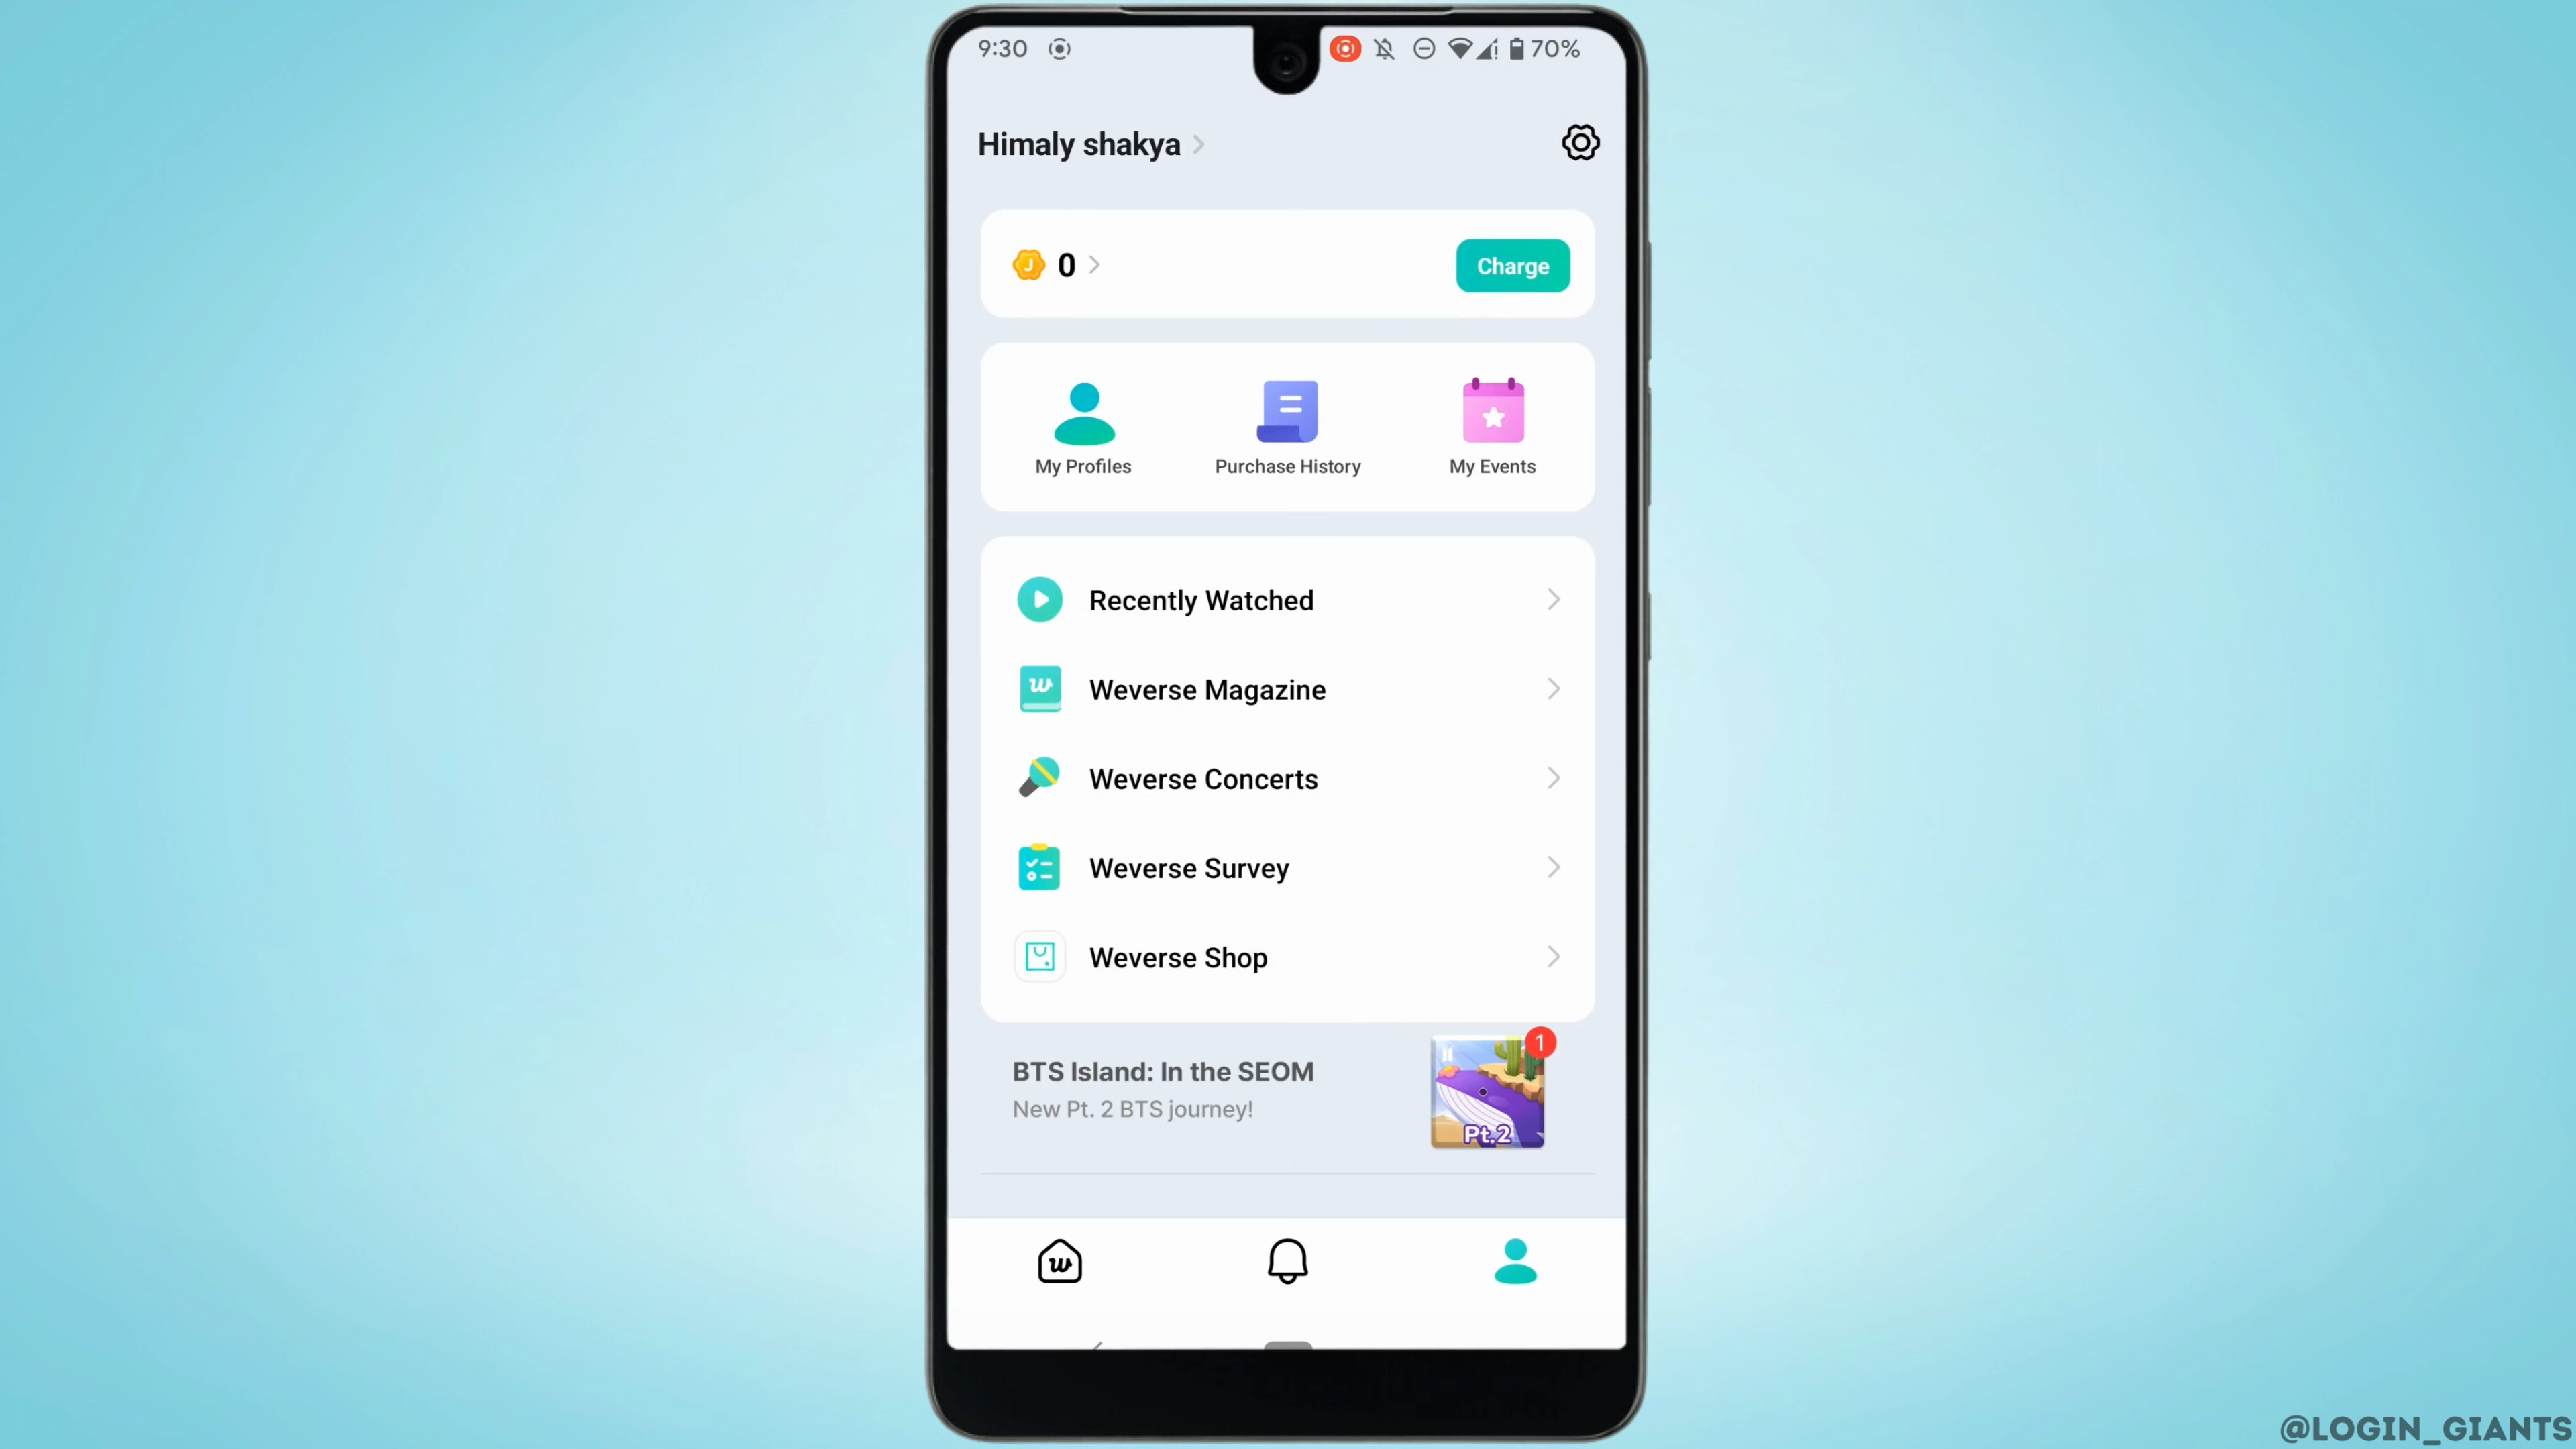 9:30
70%
Himaly shakya
0
Charge
My Profiles
Purchase History
My Events
Recently Watched
w
Weverse Magazine
Weverse Concerts
Weverse Survey
Weverse Shop
1
BTS Island: In the SEOM
New Pt. 2 BTS journey!
Pt.2
w
@LOGIN_GIANTS